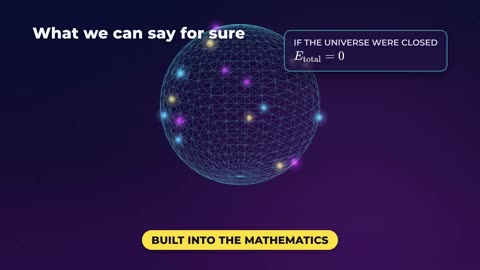 What we can say for sure
IF THE UNIVERSE WERE CLOSED
E_total = 0
BUILT INTO THE MATHEMATICS